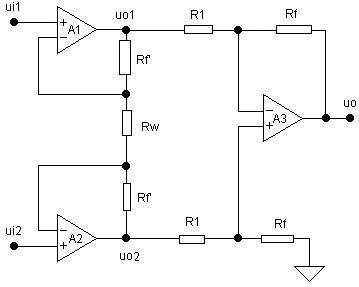 ui1
+
−
A1
uo1
R1
Rf
Rf'
Rw
−
+
A3
uo
Rf'
ui2
−
+
A2
uo2
R1
Rf